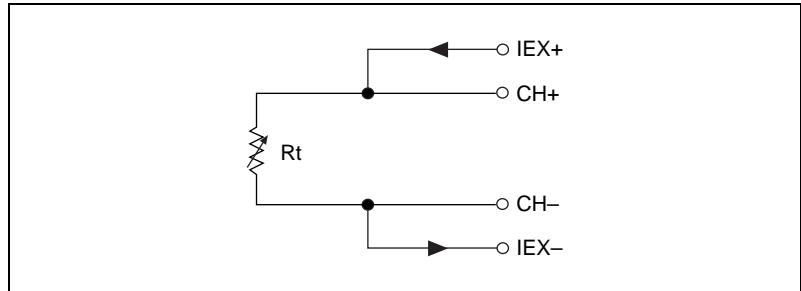 IEX+
CH+
Rt
CH–
IEX–